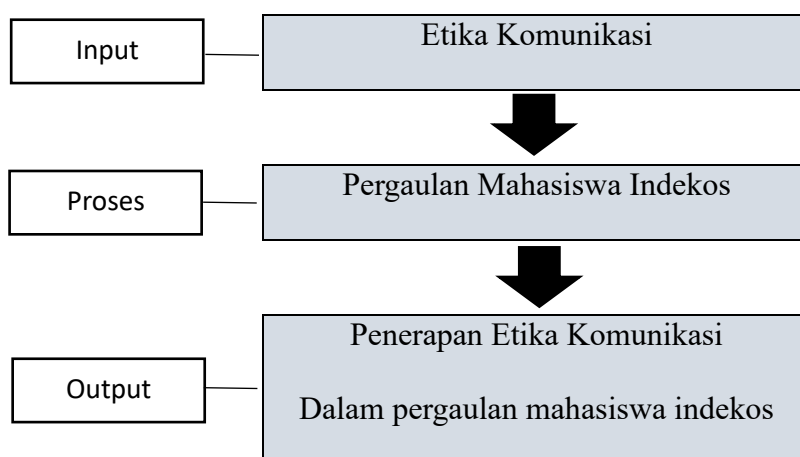 Input
Etika Komunikasi
Proses
Pergaulan Mahasiswa Indekos
Output
Penerapan Etika Komunikasi
Dalam pergaulan mahasiswa indekos